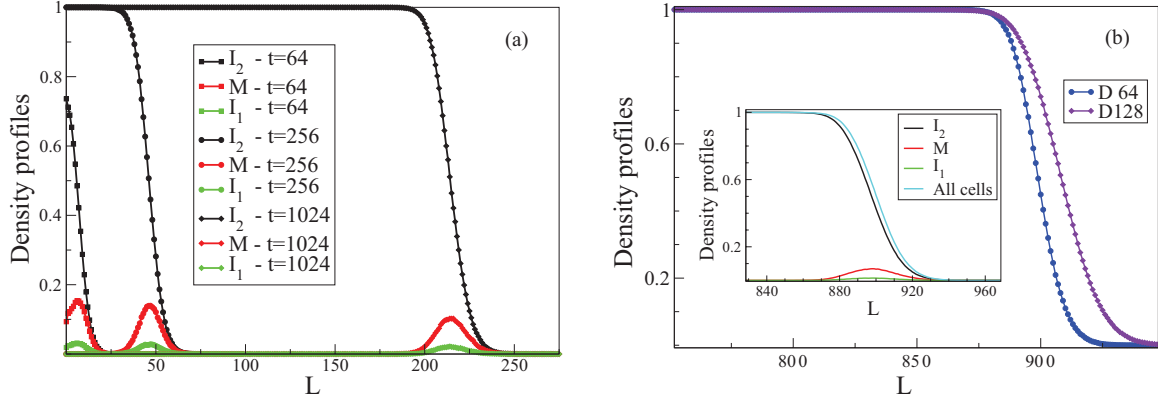 (a)
Density profiles
1
0.8
0.6
0.4
0.2
I2 - t=64
M - t=64
I1 - t=64
I2 - t=256
M - t=256
I1 - t=256
I2 - t=1024
M - t=1024
I1 - t=1024
50 100 150 200 250
L
(b)
Density profiles
1
0.6
0.2
D 64
D128
800 850 900
L
Density profiles
1
0.6
0.2
I2
M
I1
All cells
840 880 920 960
L